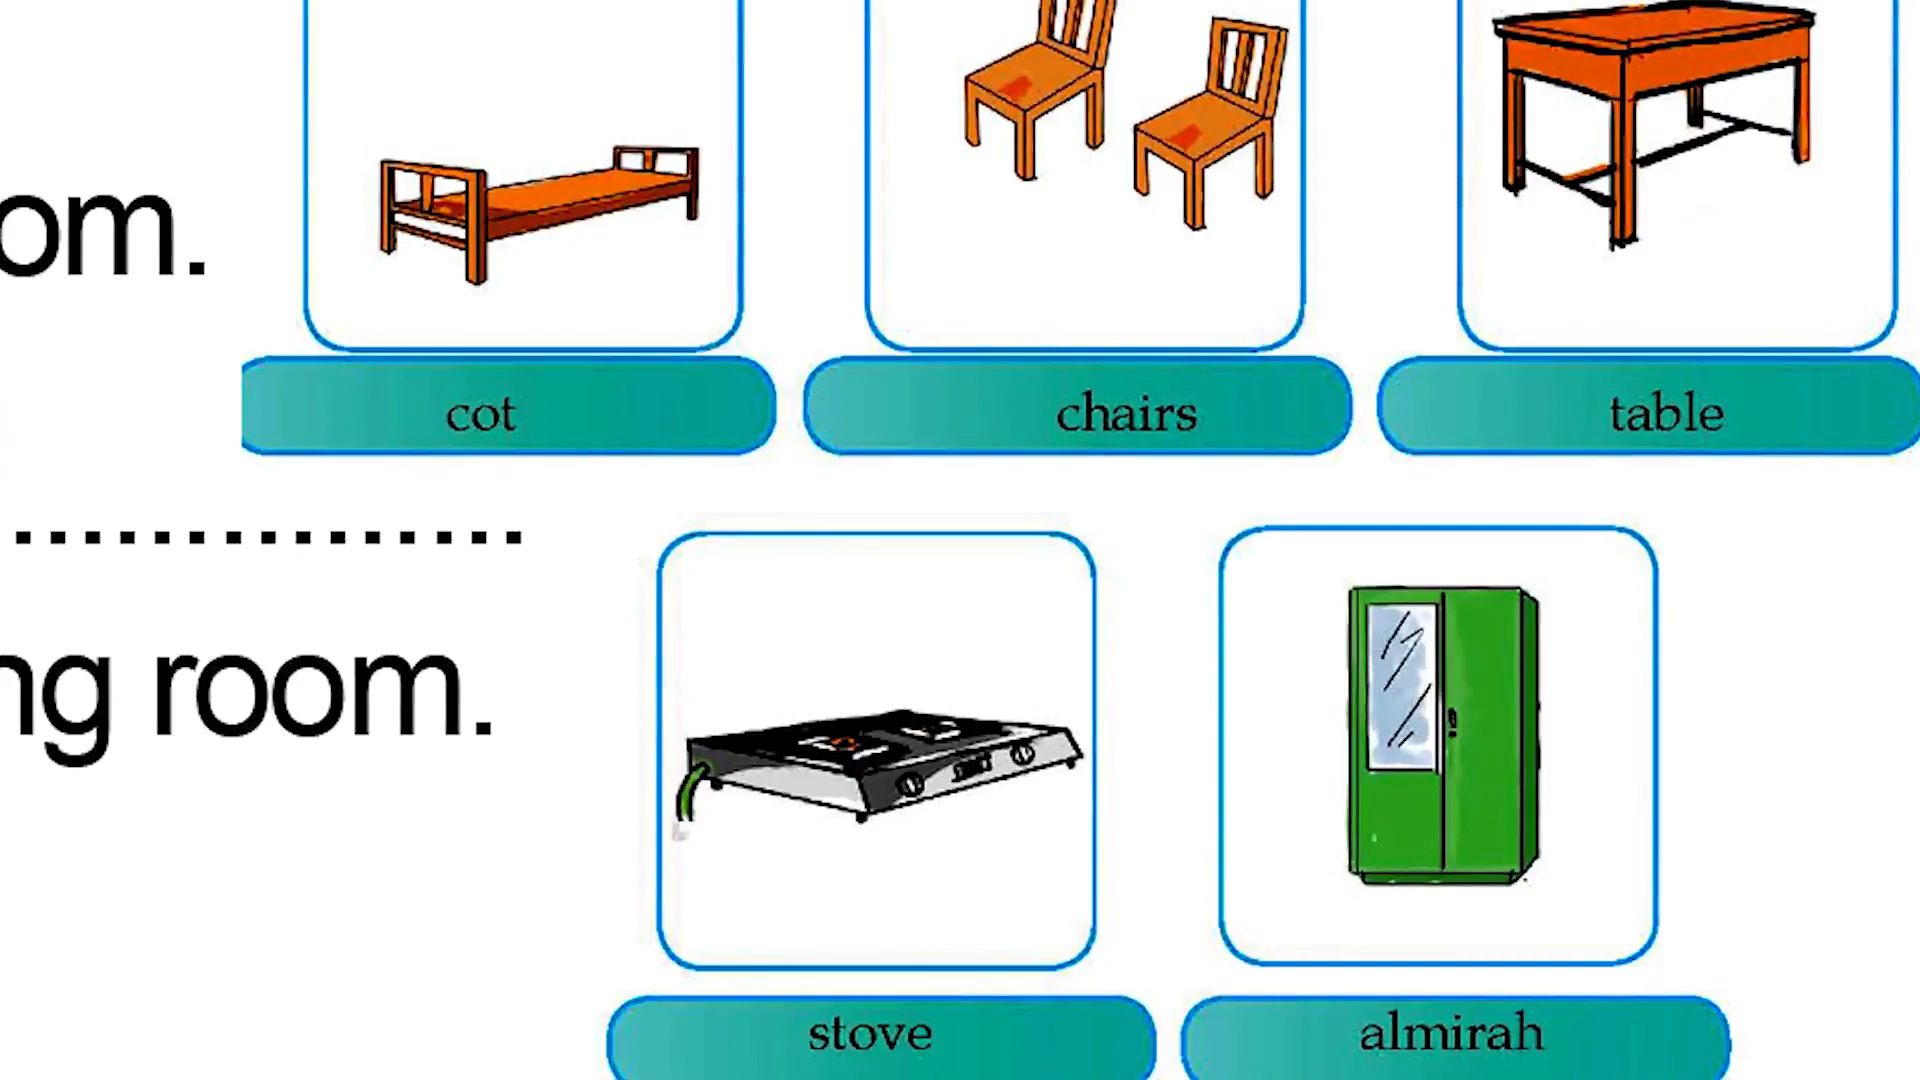 om.
cot
chairs
table
...............
ng room.
stove
almirah